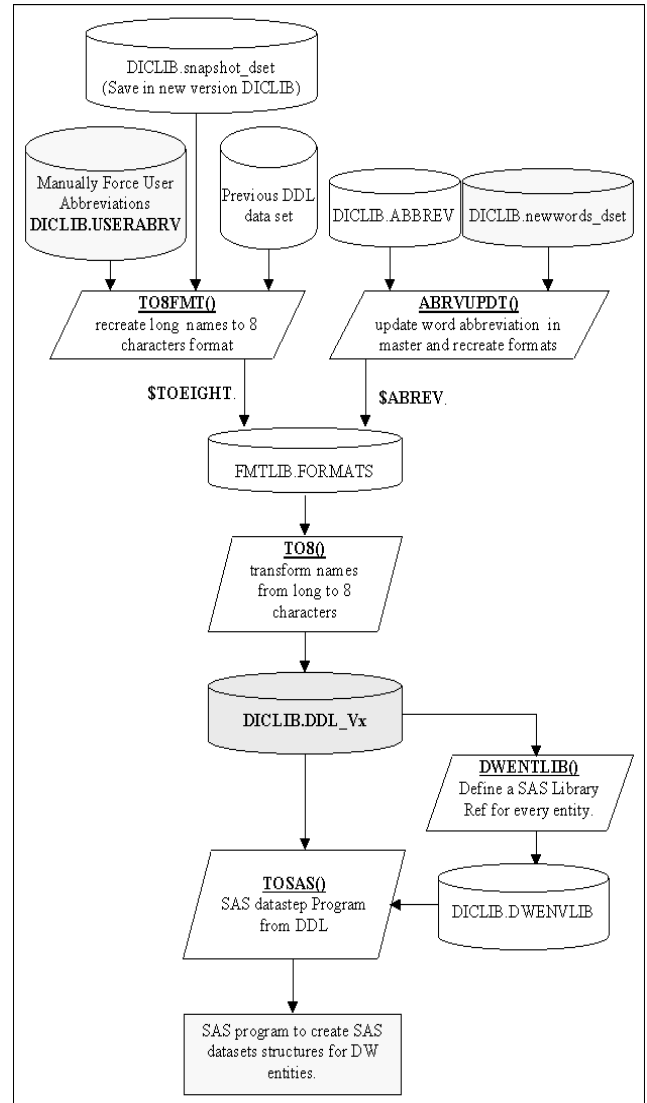 DICLIB.snapshot_dset
(Save in new version DICLIB)
Manually Force User
Abbreviations
DICLIB.USERABRV
Previous DDL
data set
DICLIB.ABBREV
DICLIB.newwords_dset
TO8FMT()
recreate long names to 8
characters format
ABRVUPDT()
update word abbreviation in
master and recreate formats
$TOEIGHT.
$ABREV.
FMTLIB.FORMATS
TO8()
transform names
from long to 8
characters
DICLIB.DDL_Vx
DWENTLIB()
Define a SAS Library
Ref for every entity.
TOSAS()
SAS datastep Program
from DDL
DICLIB.DWENVLIB
SAS program to create SAS
datasets structures for DW
entities.